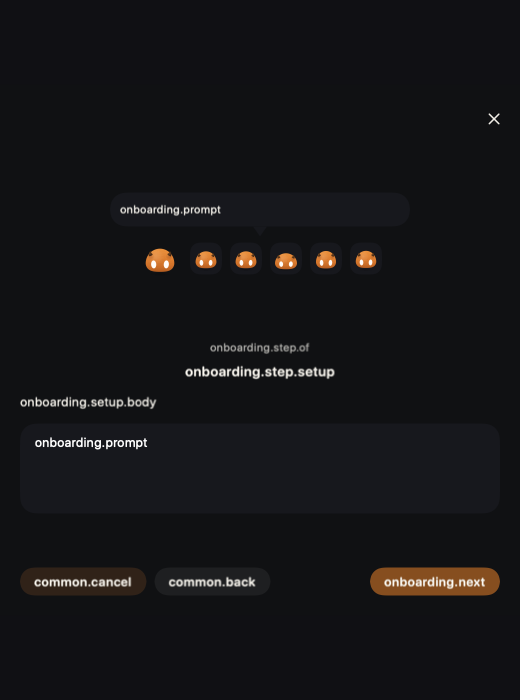 onboarding.prompt
onboarding.step.of
onboarding.step.setup
onboarding.setup.body
onboarding.prompt
common.cancel
common.back
onboarding.next